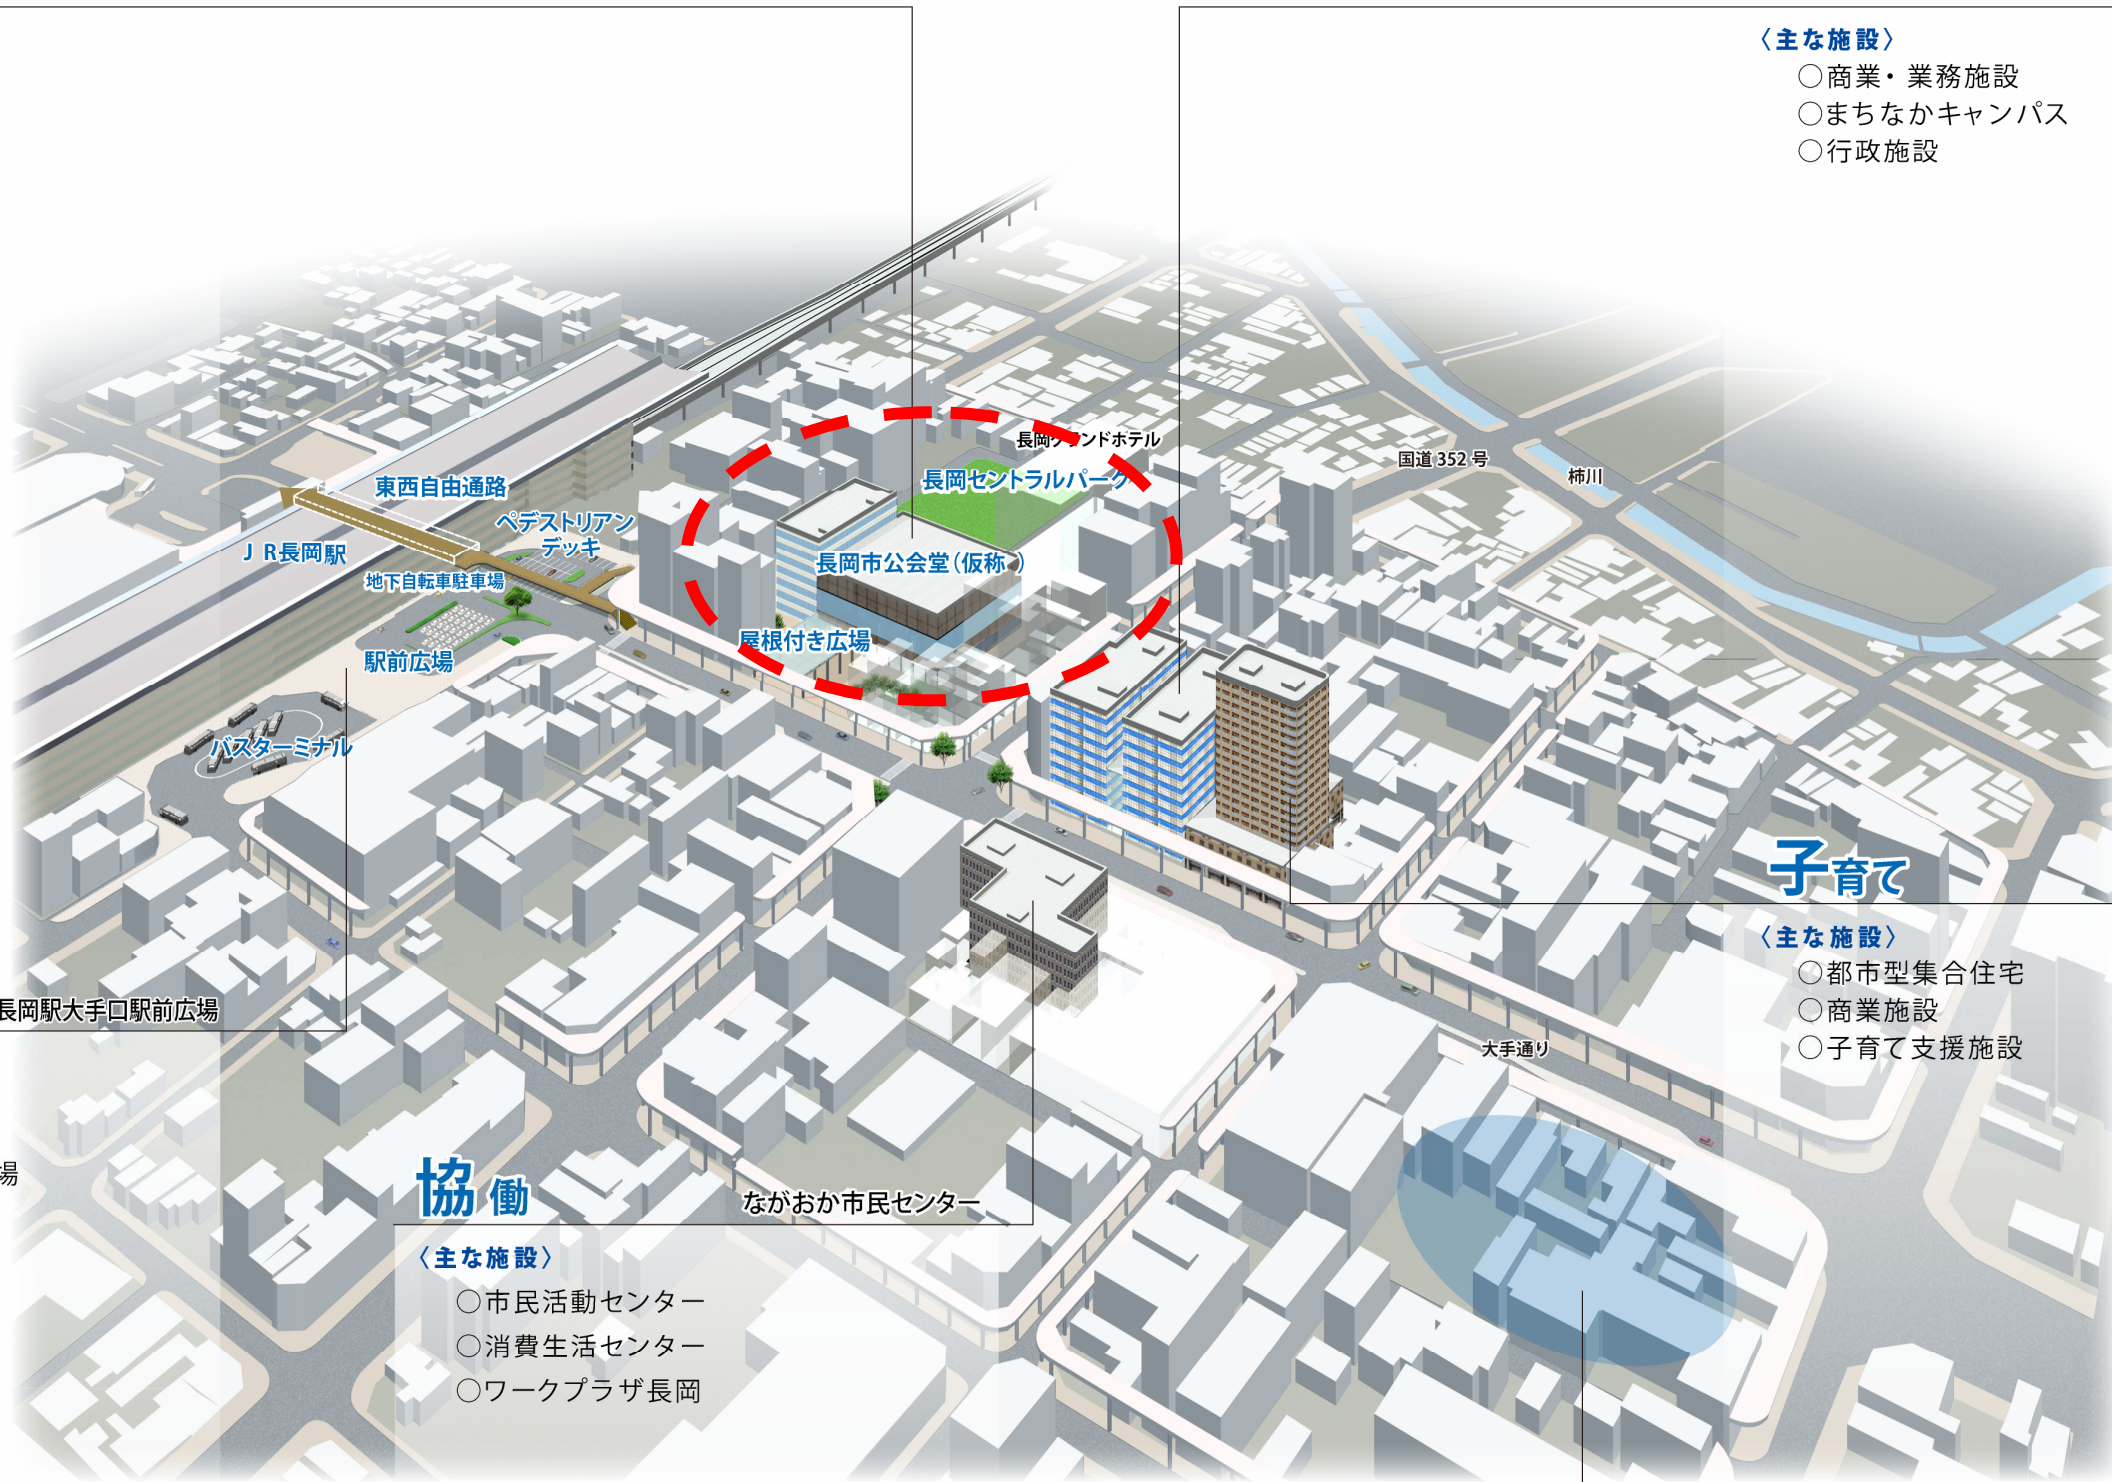 〈主な施設〉
○商業・業務施設
○まちなかキャンパス
○行政施設
長岡グランドホテル
長岡セントラルパーク
国道352号
柿川
東西自由通路
ペデストリアン
デッキ
JR長岡駅
長岡市公会堂(仮称)
地下自転車駐車場
屋根付き広場
駅前広場
バスターミナル
子育て
〈主な施設〉
○都市型集合住宅
○商業施設
○子育て支援施設
長岡駅大手口駅前広場
大手通り
場
協働
ながおか市民センター
〈主な施設〉
○市民活動センター
○消費生活センター
○ワークプラザ長岡